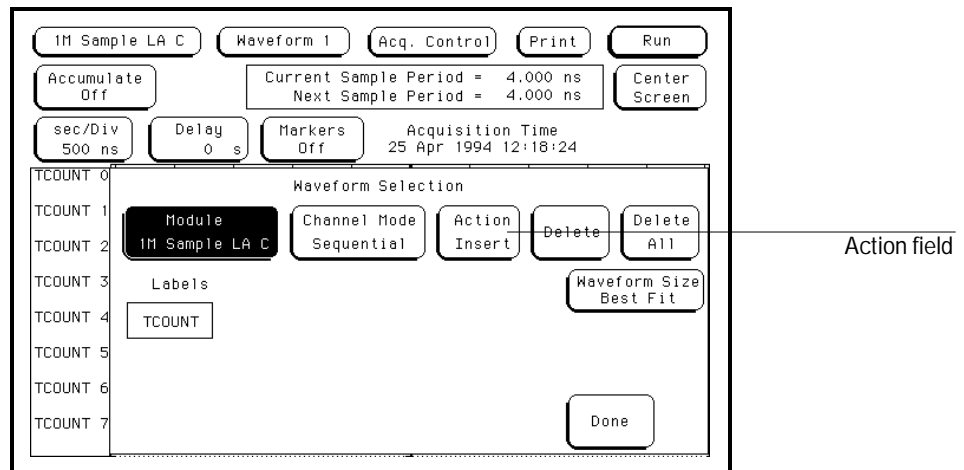 1M Sample LA C Waveform 1 Acq. Control Print Run
Accumulate
Off
Current Sample Period = 4.000 ns
Next Sample Period = 4.000 ns
Center
Screen
sec/Div
500 ns
Delay
0 s
Markers
Off
Acquisition Time
25 Apr 1994 12:18:24
TCOUNT 0
TCOUNT 1
TCOUNT 2
TCOUNT 3
TCOUNT 4
TCOUNT 5
TCOUNT 6
TCOUNT 7
Waveform Selection
Module
1M Sample LA C
Channel Mode
Sequential
Action
Insert
Delete
Delete
All
Action field
Labels
TCOUNT
Waveform Size
Best Fit
Done